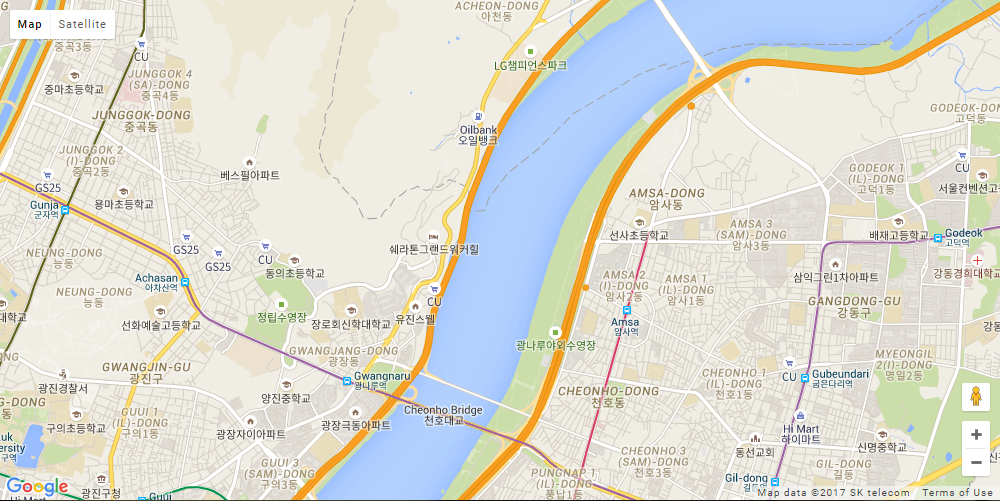 Map
Satellite
중곡3동
ACHEON-DONG
아천동
CU
JUNGGOK 4
(SA)-DONG
중곡4동
중마초등학교
LG챔피언스파크
JUNGGOK-DONG
중곡동
Oilbank
오일뱅크
GODEOK-DONG
고덕동
JUNGGOK 2
(I)-DONG
중곡2동
GS25
베스필아파트
CU
GODEOK 1
(IL)-DONG
고덕1동
서울컨벤션고
용마초등학교
AMSA-DONG
암사동
Gunja
군자역
GS25
CU
CU
NEUNG-DONG
능동
쉐라톤그랜드워커힐
선사초등학교
AMSA 3
(SAM)-DONG
암사3동
배재고등학교
Godeok
고덕역
동의초등학교
Achasan
아차산역
NEUNG-DONG
능동
AMSA 2
(I)-DONG
암사2동
AMSA 1
(IL)-DONG
암사1동
삼익그린1차아파트
강동경희대학교
CU
GANGDONG-GU
강동구
대학교
선화예술고등학교
정립수영장
장로회신학대학교
유진스웰
Amsa
암사역
강동
광나루야외수영장
GWANGJANG-DONG
광장동
GWANGJIN-GU
광진구
MYEONGIL
2(I)-DONG
명일2동
광진경찰서
Gwangnaru
광나루역
CHEONHO 1
(IL)-DONG
천호1동
CU
Gubeundari
굽은다리역
양진중학교
CHEONHO-DONG
천호동
GUUI 1
(IL)-DONG
구의1동
구의초등학교
Cheonho Bridge
천호대교
광장자이아파트
광장극동아파트
Hi Mart
하이마트
동선교회
신명중학교
CHEONHO 3
(SAM)-DONG
천호3동
GUUI 3
(SAM)-DONG
구의3동
GIL-DONG
길동
Gil-dong
길동역
PUNGNAP 1
(IL)-DONG
풍납1동
광진구청
Guui
Hi Mart
Google
Map data ©2017 SK telecom
Terms of Use